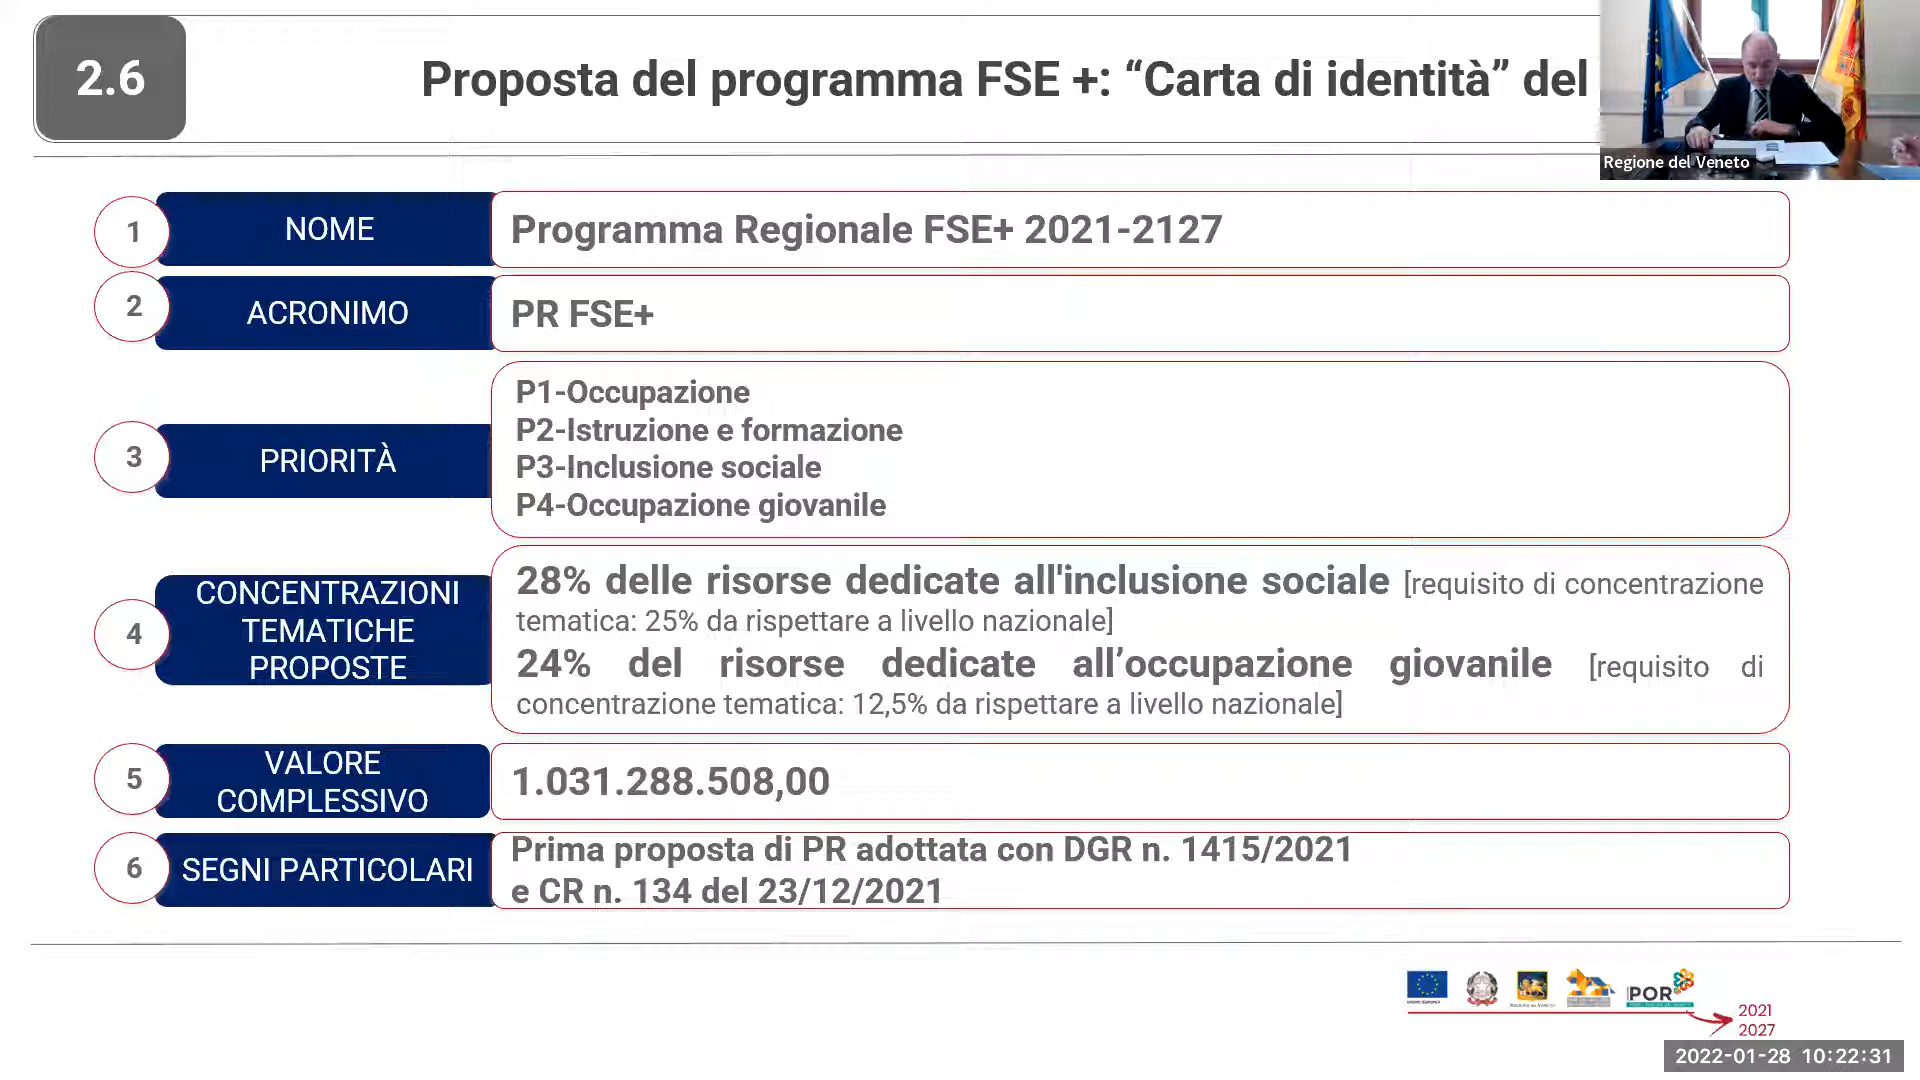 2.6
Proposta del programma FSE +: “Carta di identità” del
Regione del Veneto
1
NOME
Programma Regionale FSE+ 2021-2127
2
ACRONIMO
PR FSE+
3
PRIORITÀ
P1-Occupazione
P2-Istruzione e formazione
P3-Inclusione sociale
P4-Occupazione giovanile
4
CONCENTRAZIONI
TEMATICHE
PROPOSTE
28% delle risorse dedicate all'inclusione sociale [requisito di concentrazione
tematica: 25% da rispettare a livello nazionale]
24% del risorse dedicate all’occupazione giovanile [requisito di
concentrazione tematica: 12,5% da rispettare a livello nazionale]
5
VALORE
COMPLESSIVO
1.031.288.508,00
6
SEGNI PARTICOLARI
Prima proposta di PR adottata con DGR n. 1415/2021
e CR n. 134 del 23/12/2021
POR
2021
2027
2022-01-28 10:22:31